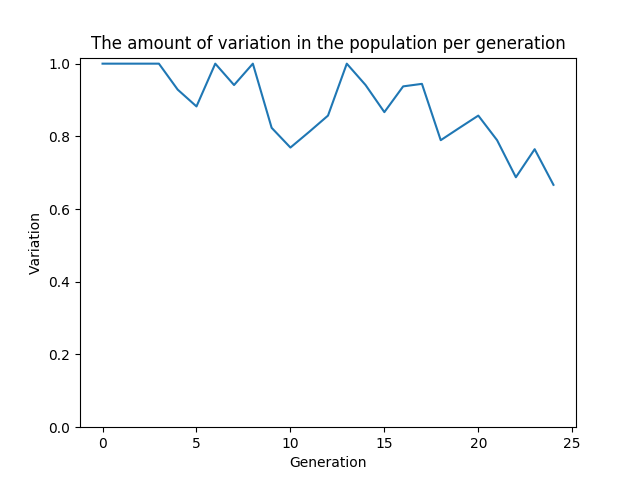 The amount of variation in the population per generation
1.0
0.8
0.6
0.4
0.2
0.0
Variation
0 5 10 15 20 25
Generation